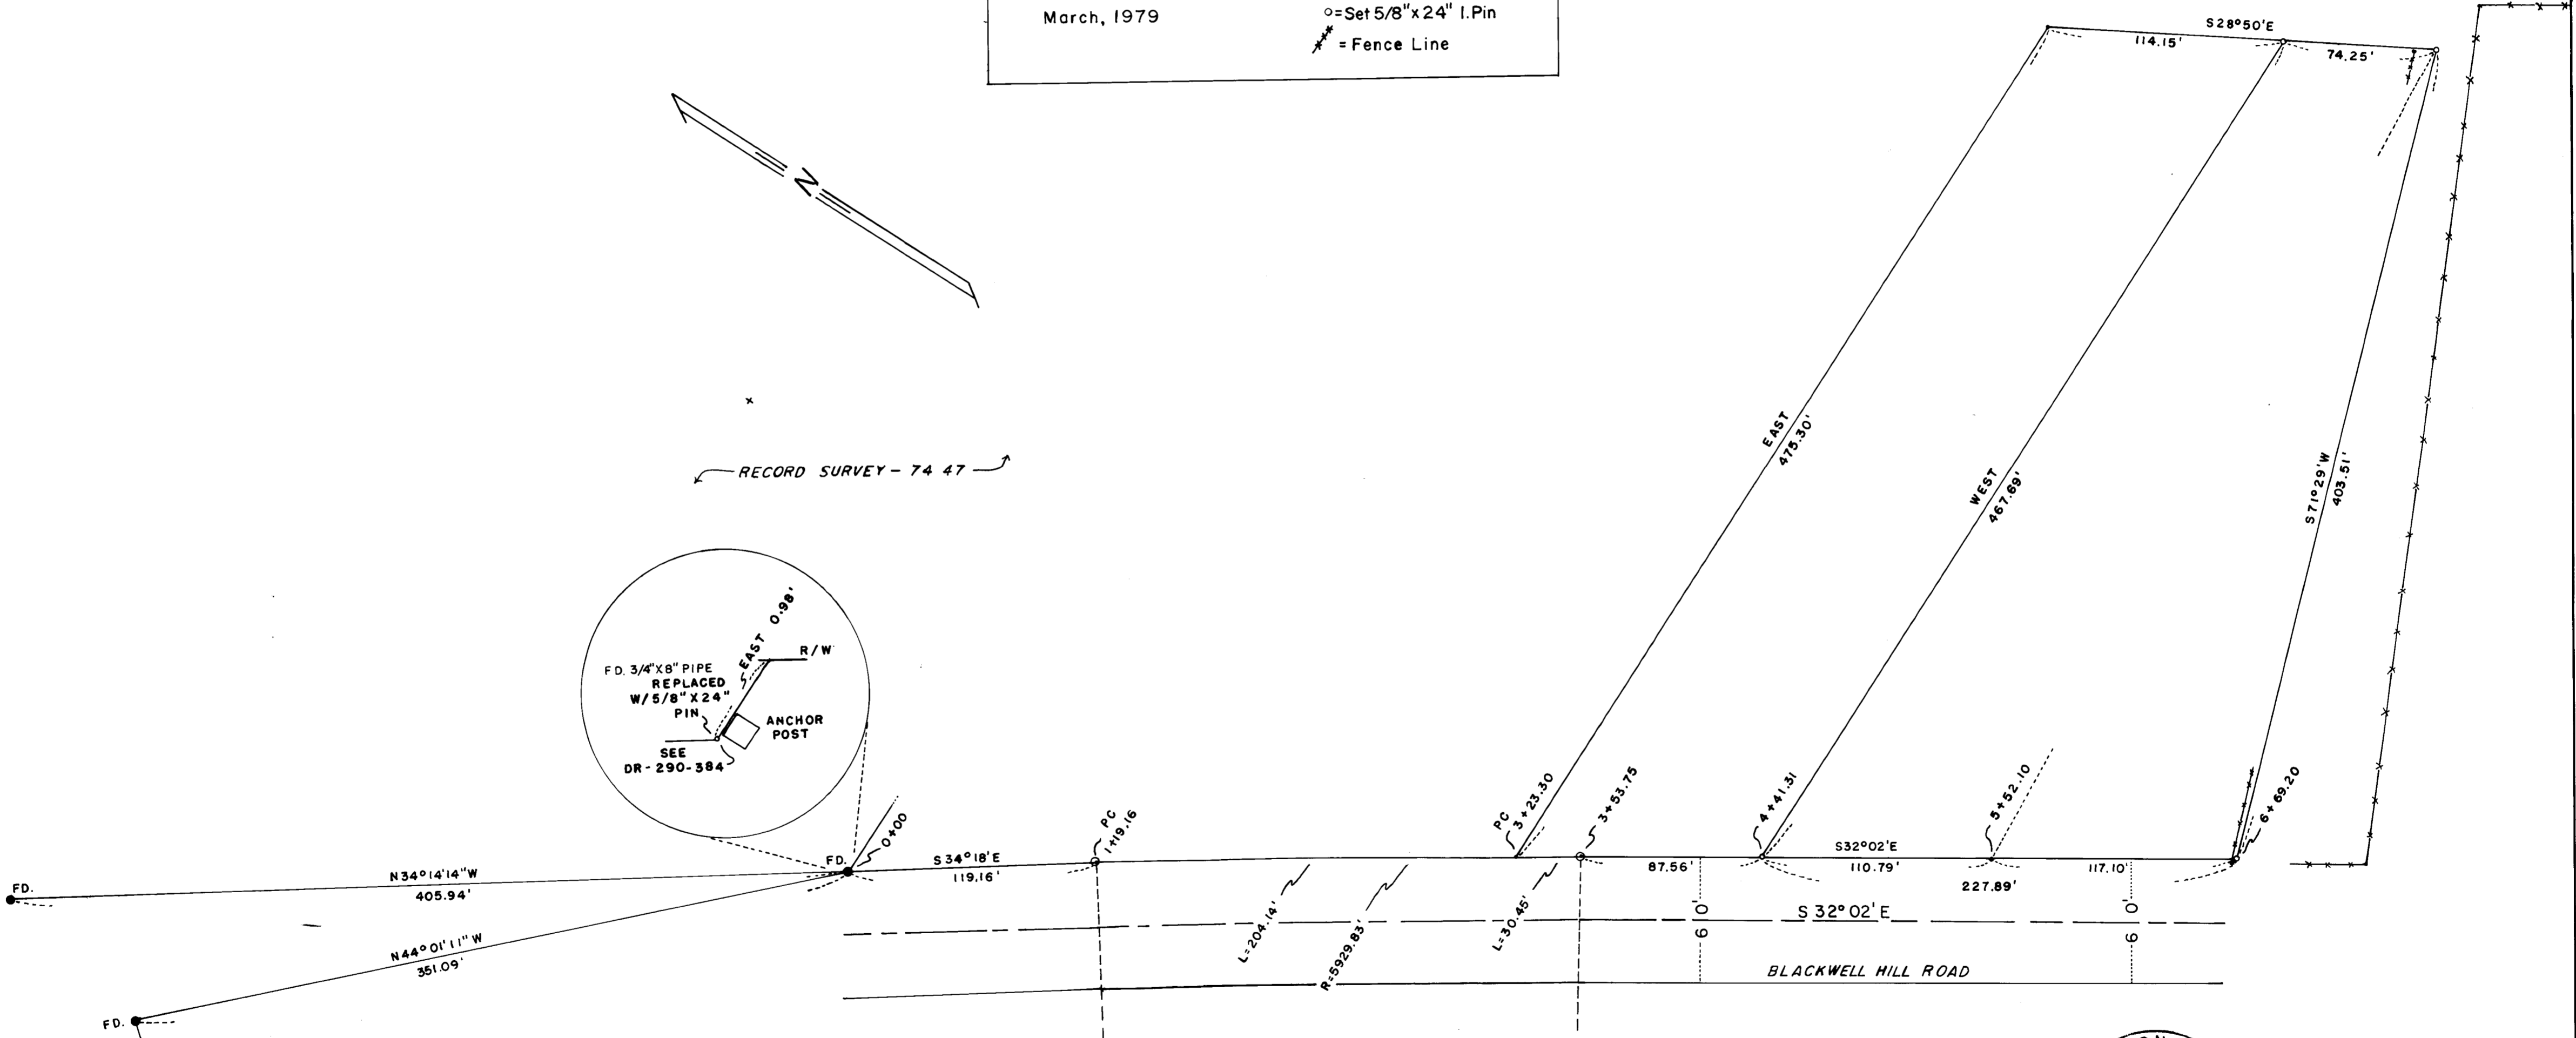 March, 1979
o=Set 5/8"x24" I.Pin
= Fence Line
S28°50'E
114.15'
74.25'
N
RECORD SURVEY - 74 47
EAST
475.30'
WEST
467.69'
S71°29'W
403.51'
EAST 0.98'
R/W
FD. 3/4"X8" PIPE
REPLACED
W/5/8"X24"
PIN
ANCHOR
POST
SEE
DR-290-384
FD.
N34°14'14"W
405.94'
FD.
0+00
S34°18'E
119.16'
PC
1+19.16
PC
3+23.30
3+53.75
4+41.31
5+52.10
6+69.20
87.56'
S32°02'E
110.79'
227.89'
117.10'
N44°01'11"W
351.09'
FD.
L=204.14'
R=5929.83'
L=30.45'
S 32°02'E
BLACKWELL HILL ROAD